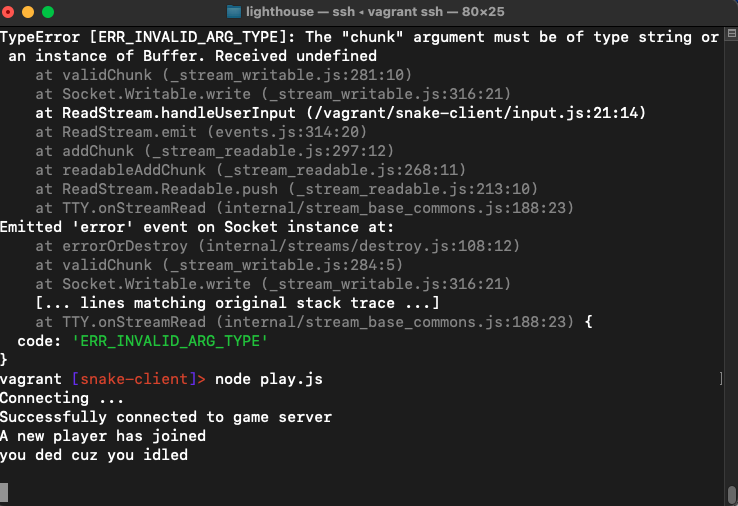 lighthouse — ssh ◂ vagrant ssh — 80×25
TypeError [ERR_INVALID_ARG_TYPE]: The "chunk" argument must be of type string or
 an instance of Buffer. Received undefined
    at validChunk (_stream_writable.js:281:10)
    at Socket.Writable.write (_stream_writable.js:316:21)
    at ReadStream.handleUserInput (/vagrant/snake-client/input.js:21:14)
    at ReadStream.emit (events.js:314:20)
    at addChunk (_stream_readable.js:297:12)
    at readableAddChunk (_stream_readable.js:268:11)
    at ReadStream.Readable.push (_stream_readable.js:213:10)
    at TTY.onStreamRead (internal/stream_base_commons.js:188:23)
Emitted 'error' event on Socket instance at:
    at errorOrDestroy (internal/streams/destroy.js:108:12)
    at validChunk (_stream_writable.js:284:5)
    at Socket.Writable.write (_stream_writable.js:316:21)
    [... lines matching original stack trace ...]
    at TTY.onStreamRead (internal/stream_base_commons.js:188:23) {
  code: 'ERR_INVALID_ARG_TYPE'
}
vagrant [snake-client]> node play.js ]
Connecting ...
Successfully connected to game server
A new player has joined
you ded cuz you idled